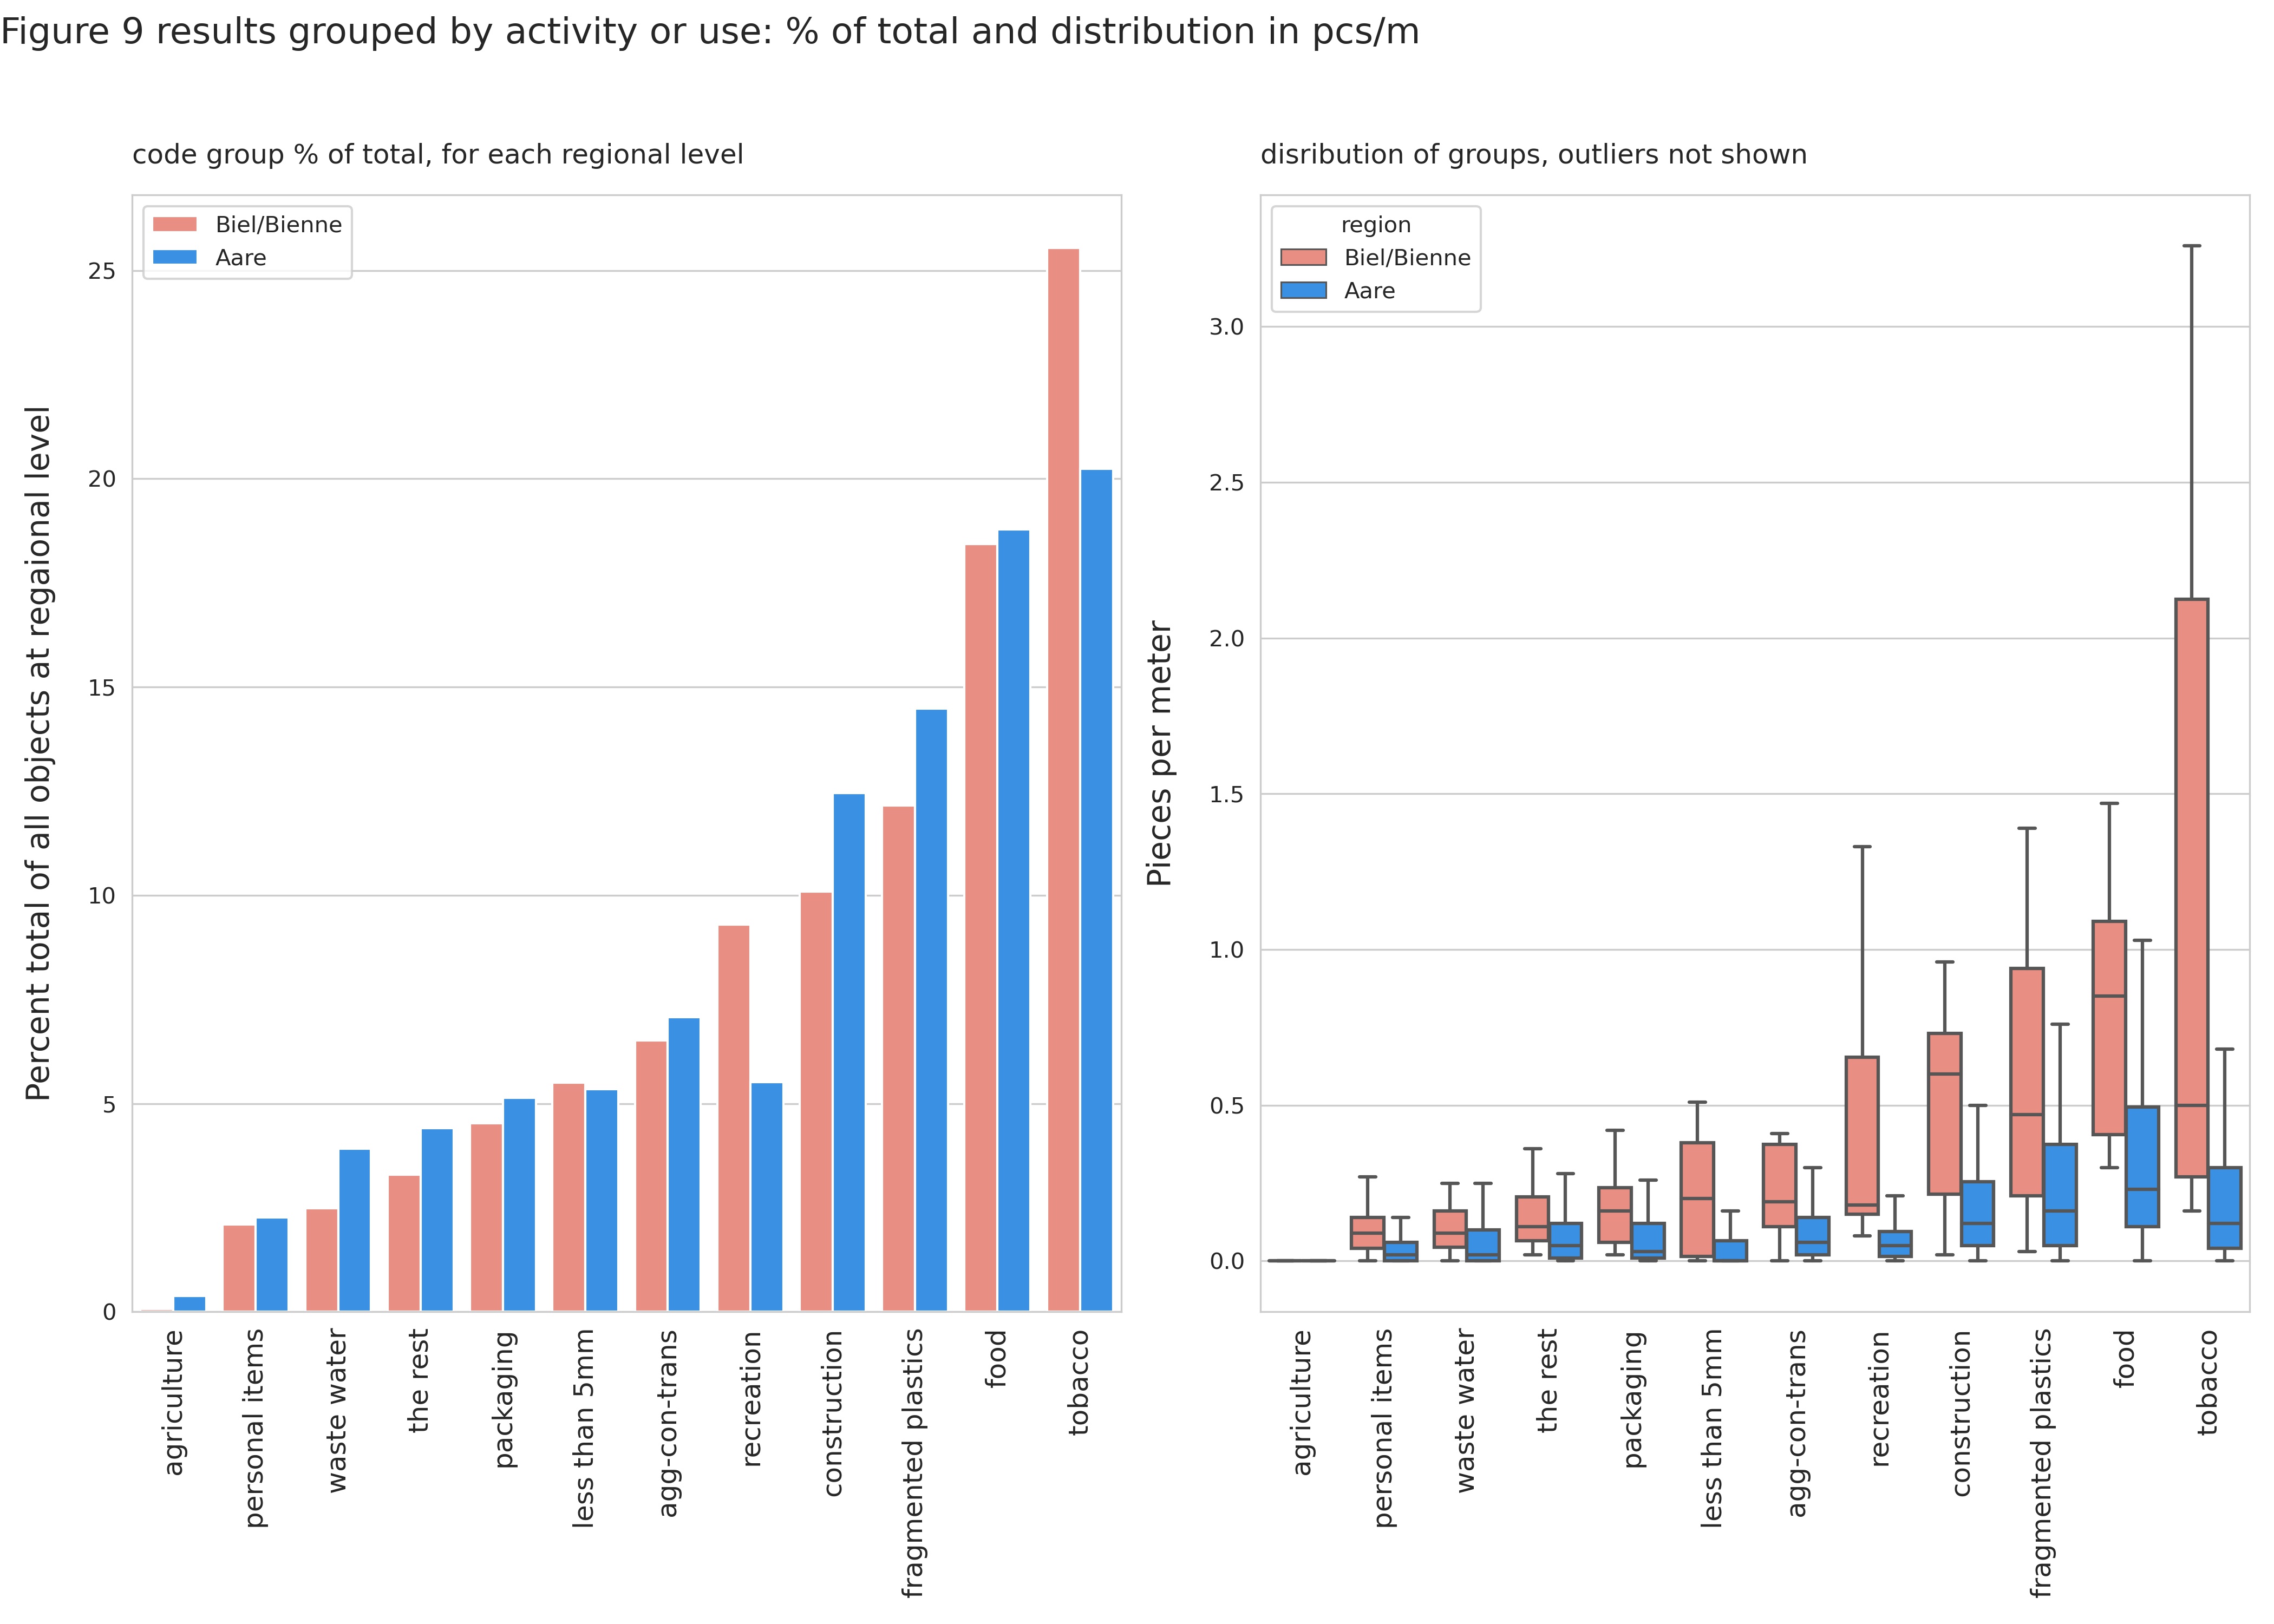 Figure 9 results grouped by activity or use: % of total and distribution in pcs/m
code group % of total, for each regional level
Biel/Bienne
Aare
Percent total of all objects at regaional level
25
20
15
10
5
0
agriculture
personal items
waste water
the rest
packaging
less than 5mm
agg-con-trans
recreation
construction
fragmented plastics
food
tobacco
disribution of groups, outliers not shown
region
Biel/Bienne
Aare
Pieces per meter
3.0
2.5
2.0
1.5
1.0
0.5
0.0
agriculture
personal items
waste water
the rest
packaging
less than 5mm
agg-con-trans
recreation
construction
fragmented plastics
food
tobacco